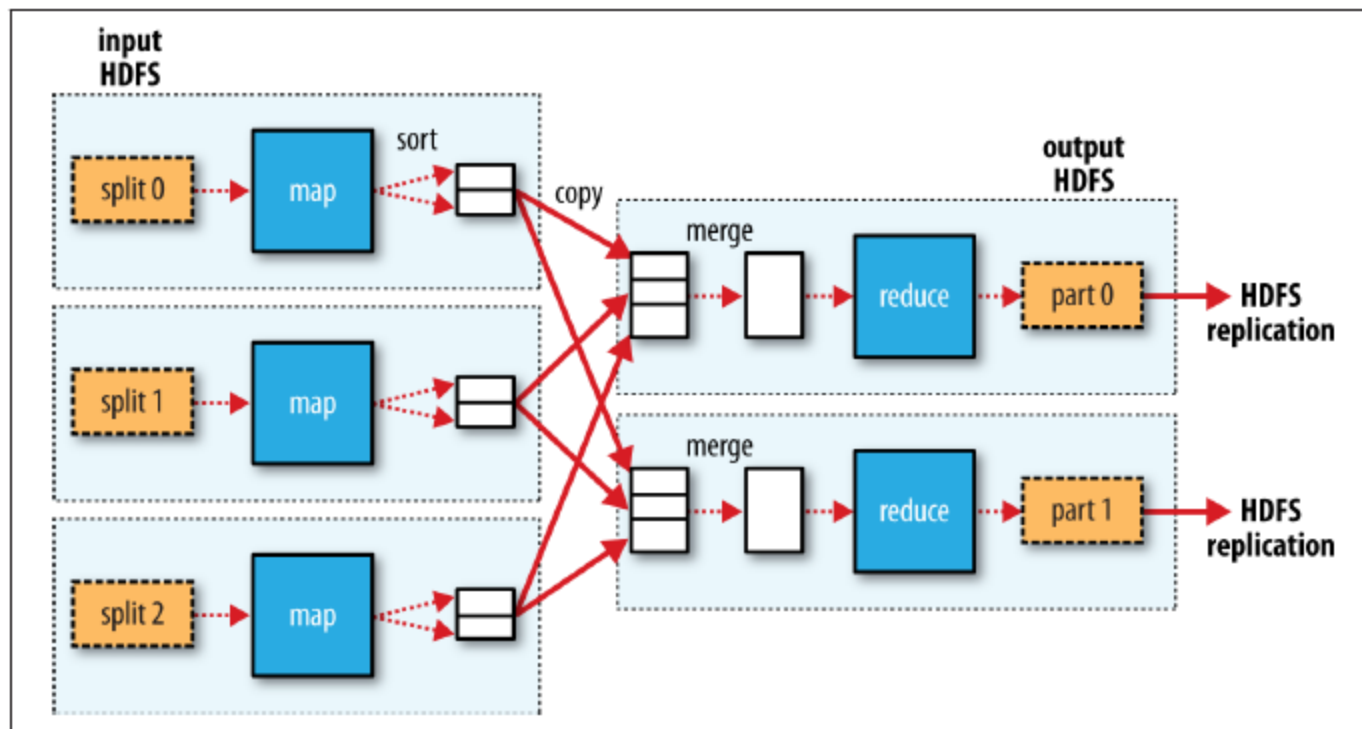 input
HDFS
sort
split 0
map
copy
output
HDFS
merge
reduce
part 0
HDFS
replication
split 1
map
merge
reduce
part 1
HDFS
replication
split 2
map